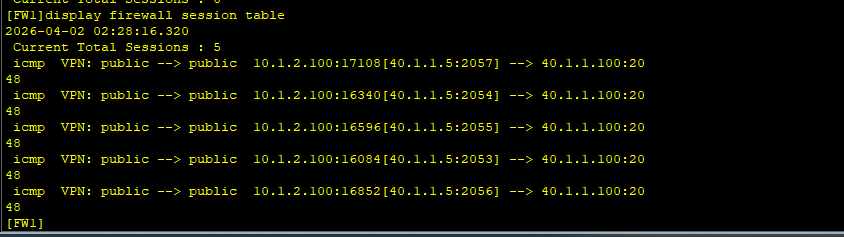 [FW1]display firewall session table
2026-04-02 02:28:16.320
Current Total Sessions : 5
icmp  VPN: public --> public  10.1.2.100:17108[40.1.1.5:2057] --> 40.1.1.100:20
48
icmp  VPN: public --> public  10.1.2.100:16340[40.1.1.5:2054] --> 40.1.1.100:20
48
icmp  VPN: public --> public  10.1.2.100:16596[40.1.1.5:2055] --> 40.1.1.100:20
48
icmp  VPN: public --> public  10.1.2.100:16084[40.1.1.5:2053] --> 40.1.1.100:20
48
icmp  VPN: public --> public  10.1.2.100:16852[40.1.1.5:2056] --> 40.1.1.100:20
48
[FW1]